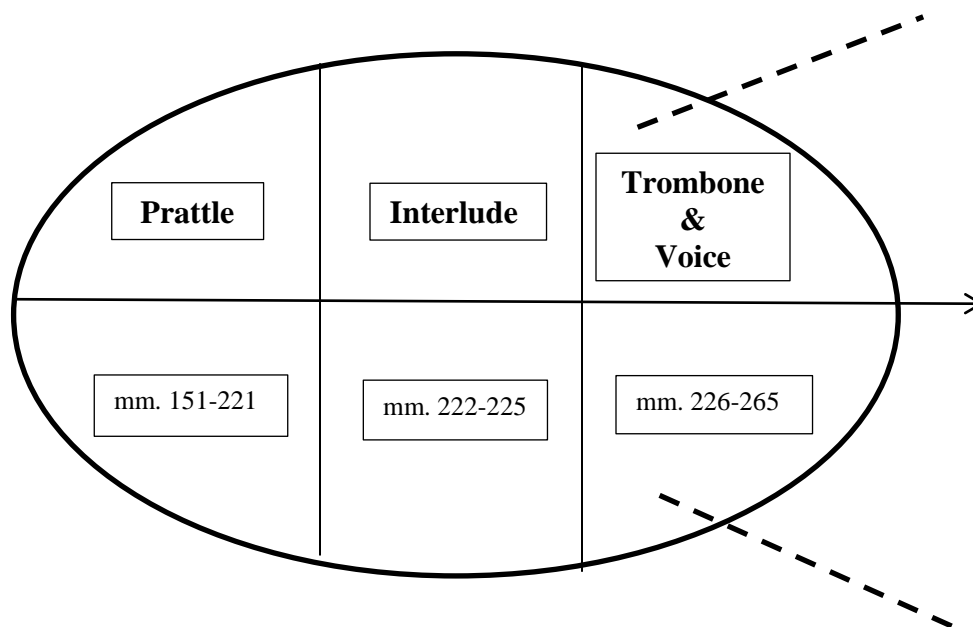 Prattle
Interlude
Trombone
&
Voice
mm. 151-221
mm. 222-225
mm. 226-265